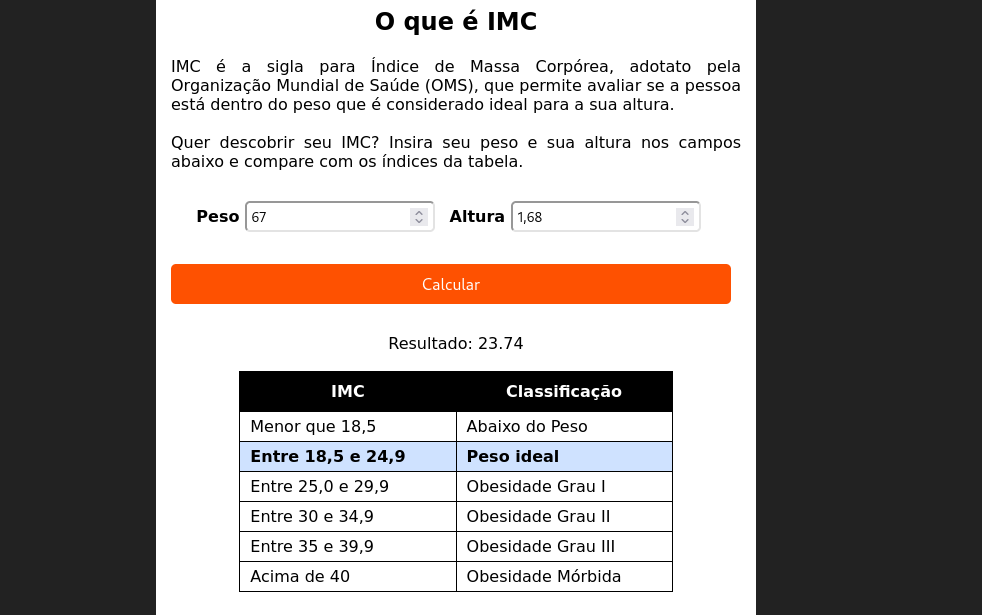 O que é IMC
IMC é a sigla para Índice de Massa Corpórea, adotato pela
Organização Mundial de Saúde (OMS), que permite avaliar se a pessoa
está dentro do peso que é considerado ideal para a sua altura.
Quer descobrir seu IMC? Insira seu peso e sua altura nos campos
abaixo e compare com os índices da tabela.
Peso 67 Altura 1,68
Calcular
Resultado: 23.74
IMC Classificação
Menor que 18,5 Abaixo do Peso
Entre 18,5 e 24,9 Peso ideal
Entre 25,0 e 29,9 Obesidade Grau I
Entre 30 e 34,9 Obesidade Grau II
Entre 35 e 39,9 Obesidade Grau III
Acima de 40 Obesidade Mórbida